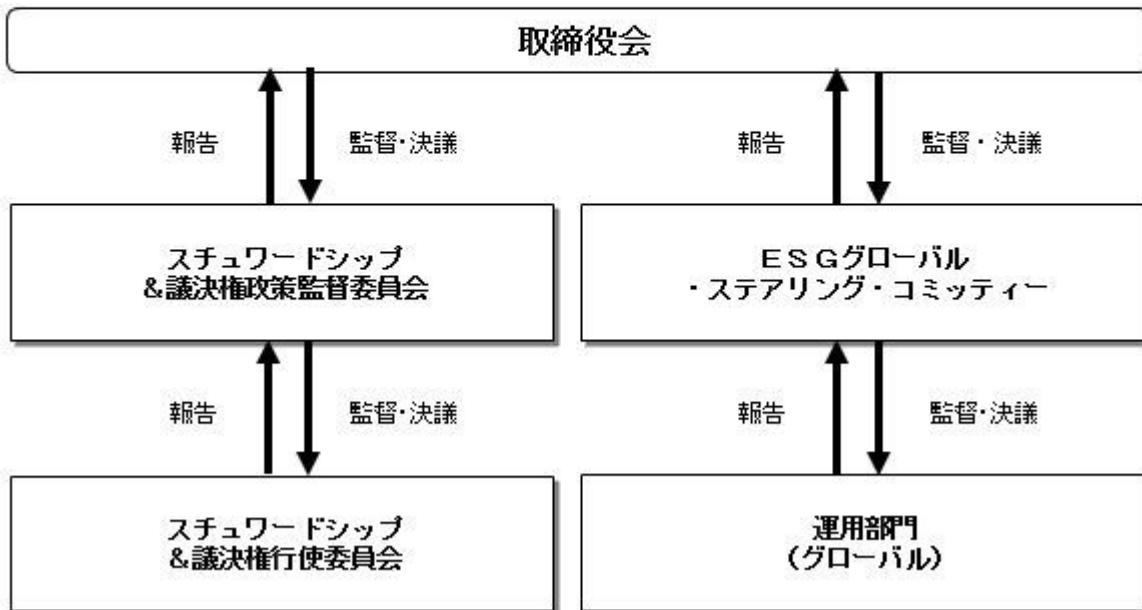 取締役会
報告
監督・決議
報告
監督・決議
スチュワードシップ
&議決権政策監督委員会
ESGグローバル
・ステアリング・コミッティー
報告
監督・決議
報告
監督・決議
スチュワードシップ
&議決権行使委員会
運用部門
(グローバル)